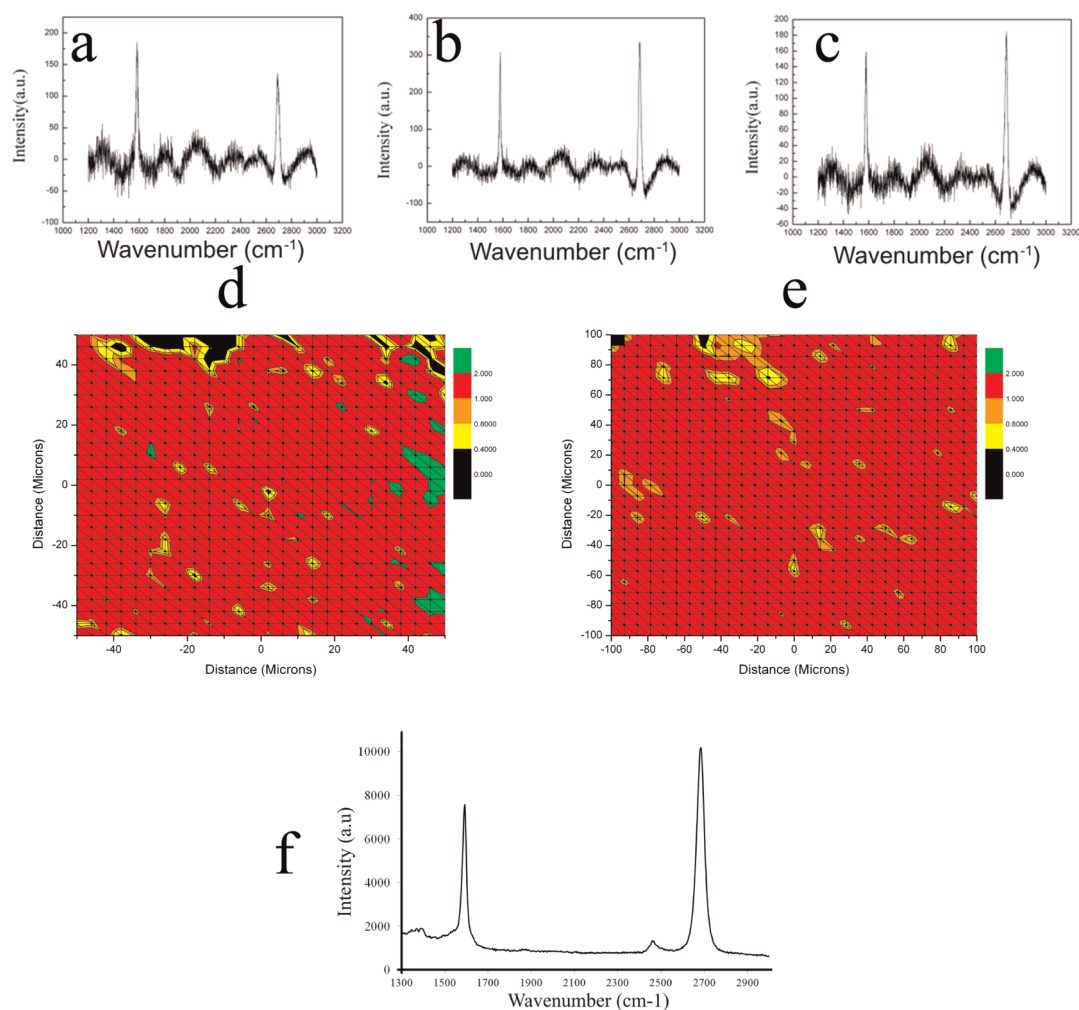 a
b
c
250
200
150
100
50
0
-50
-100
Intensity(a.u.)
1000 1200 1400 1600 1800 2000 2200 2400 2600 2800 3000 3200
Wavenumber (cm-1)
400
300
200
100
0
-100
Intensity (a.u.)
1000 1200 1400 1600 1800 2000 2200 2400 2600 2800 3000 3200
Wavenumber (cm-1)
200
180
160
140
120
100
80
60
40
20
0
-20
-40
-60
Intensity (a.u.)
1000 1200 1400 1600 1800 2000 2200 2400 2600 2800 3000 3200
Wavenumber (cm-1)
d
e
40
20
0
-20
-40
Distance (Microns)
-40 -20 0 20 40
Distance (Microns)
2.000
1.000
0.8000
0.4000
0.000
100
80
60
40
20
0
-20
-40
-60
-80
-100
Distance (Microns)
-100 -80 -60 -40 -20 0 20 40 60 80 100
Distance (Microns)
2.000
1.000
0.8000
0.4000
0.000
f
10000
8000
6000
4000
2000
0
Intensity (a.u)
1300 1500 1700 1900 2100 2300 2500 2700 2900
Wavenumber (cm-1)